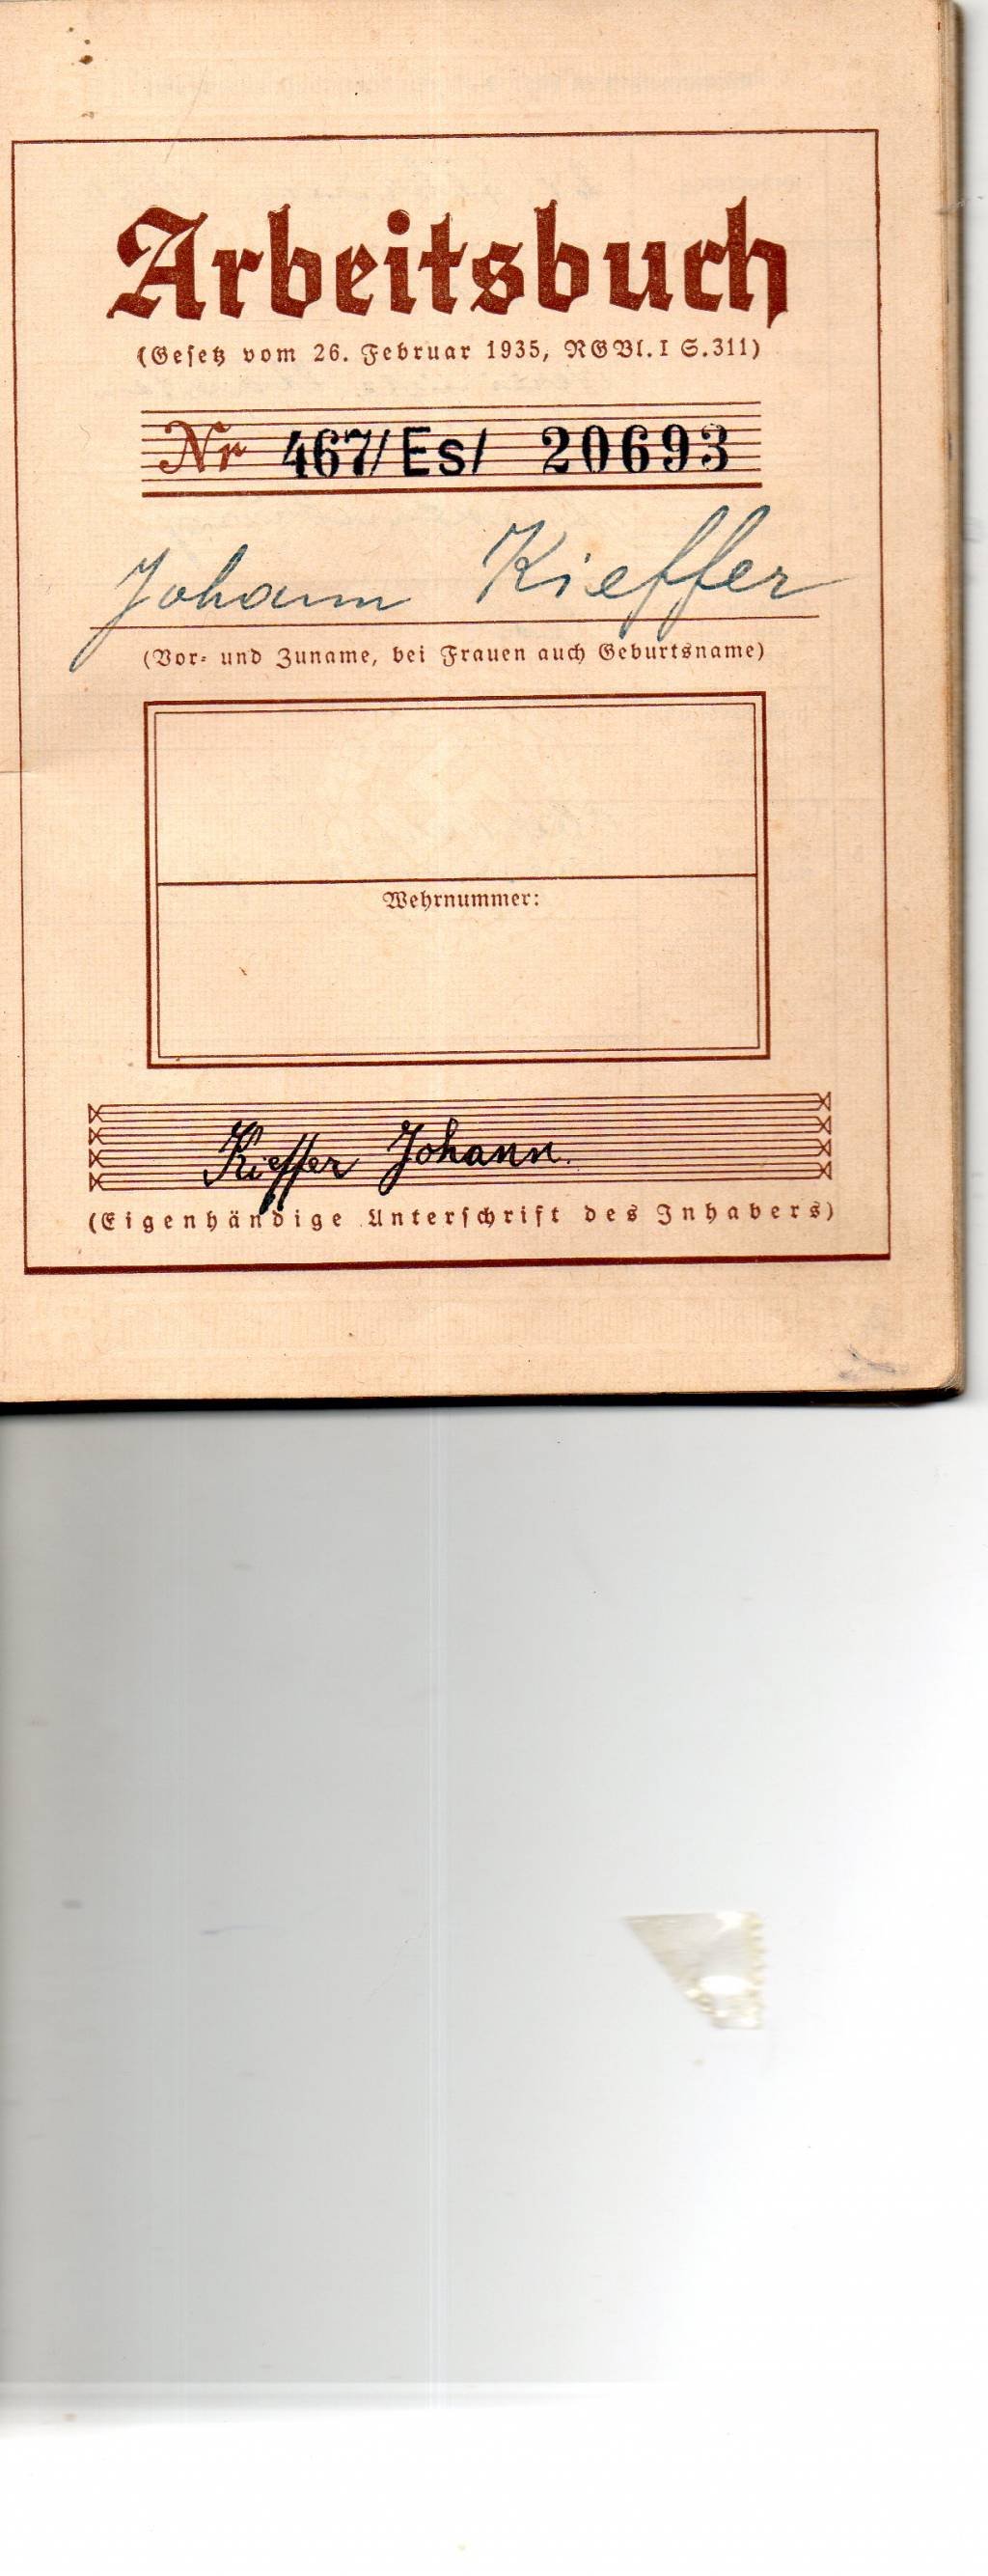 Arbeitsbuch
(Gesetz vom 26. Februar 1935, RGBl. I S. 311)
Nr 467/Es/ 20693
Johann Kieffer
(Vor- und Zuname, bei Frauen auch Geburtsname)
Wehrnummer:
Kieffer Johann.
(Eigenhändige Unterschrift des Inhabers)